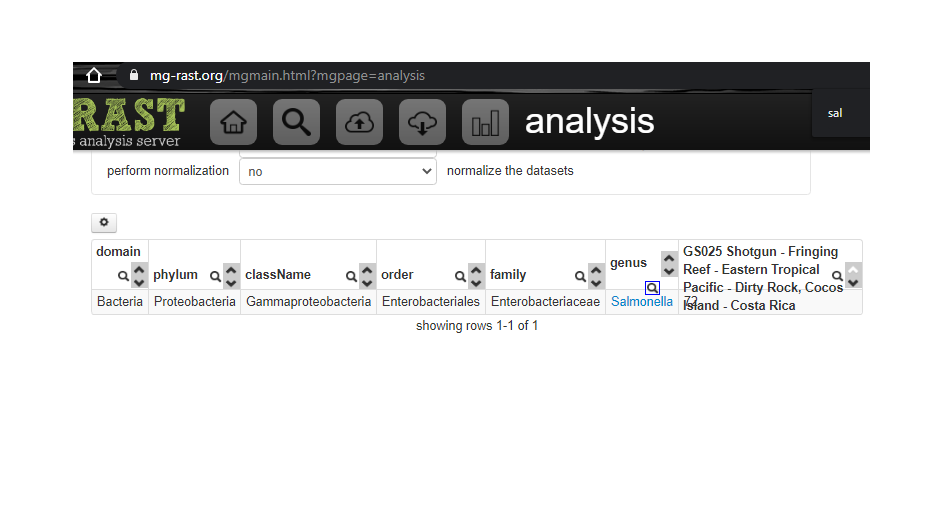 mg-rast.org/mgmain.html?mgpage=analysis
RAST
s analysis server
analysis
sal
perform normalization no normalize the datasets
domain phylum className order family genus GS025 Shotgun - Fringing
Reef - Eastern Tropical
Pacific - Dirty Rock, Cocos
Island - Costa Rica
Bacteria Proteobacteria Gammaproteobacteria Enterobacteriales Enterobacteriaceae Salmonella 72
showing rows 1-1 of 1